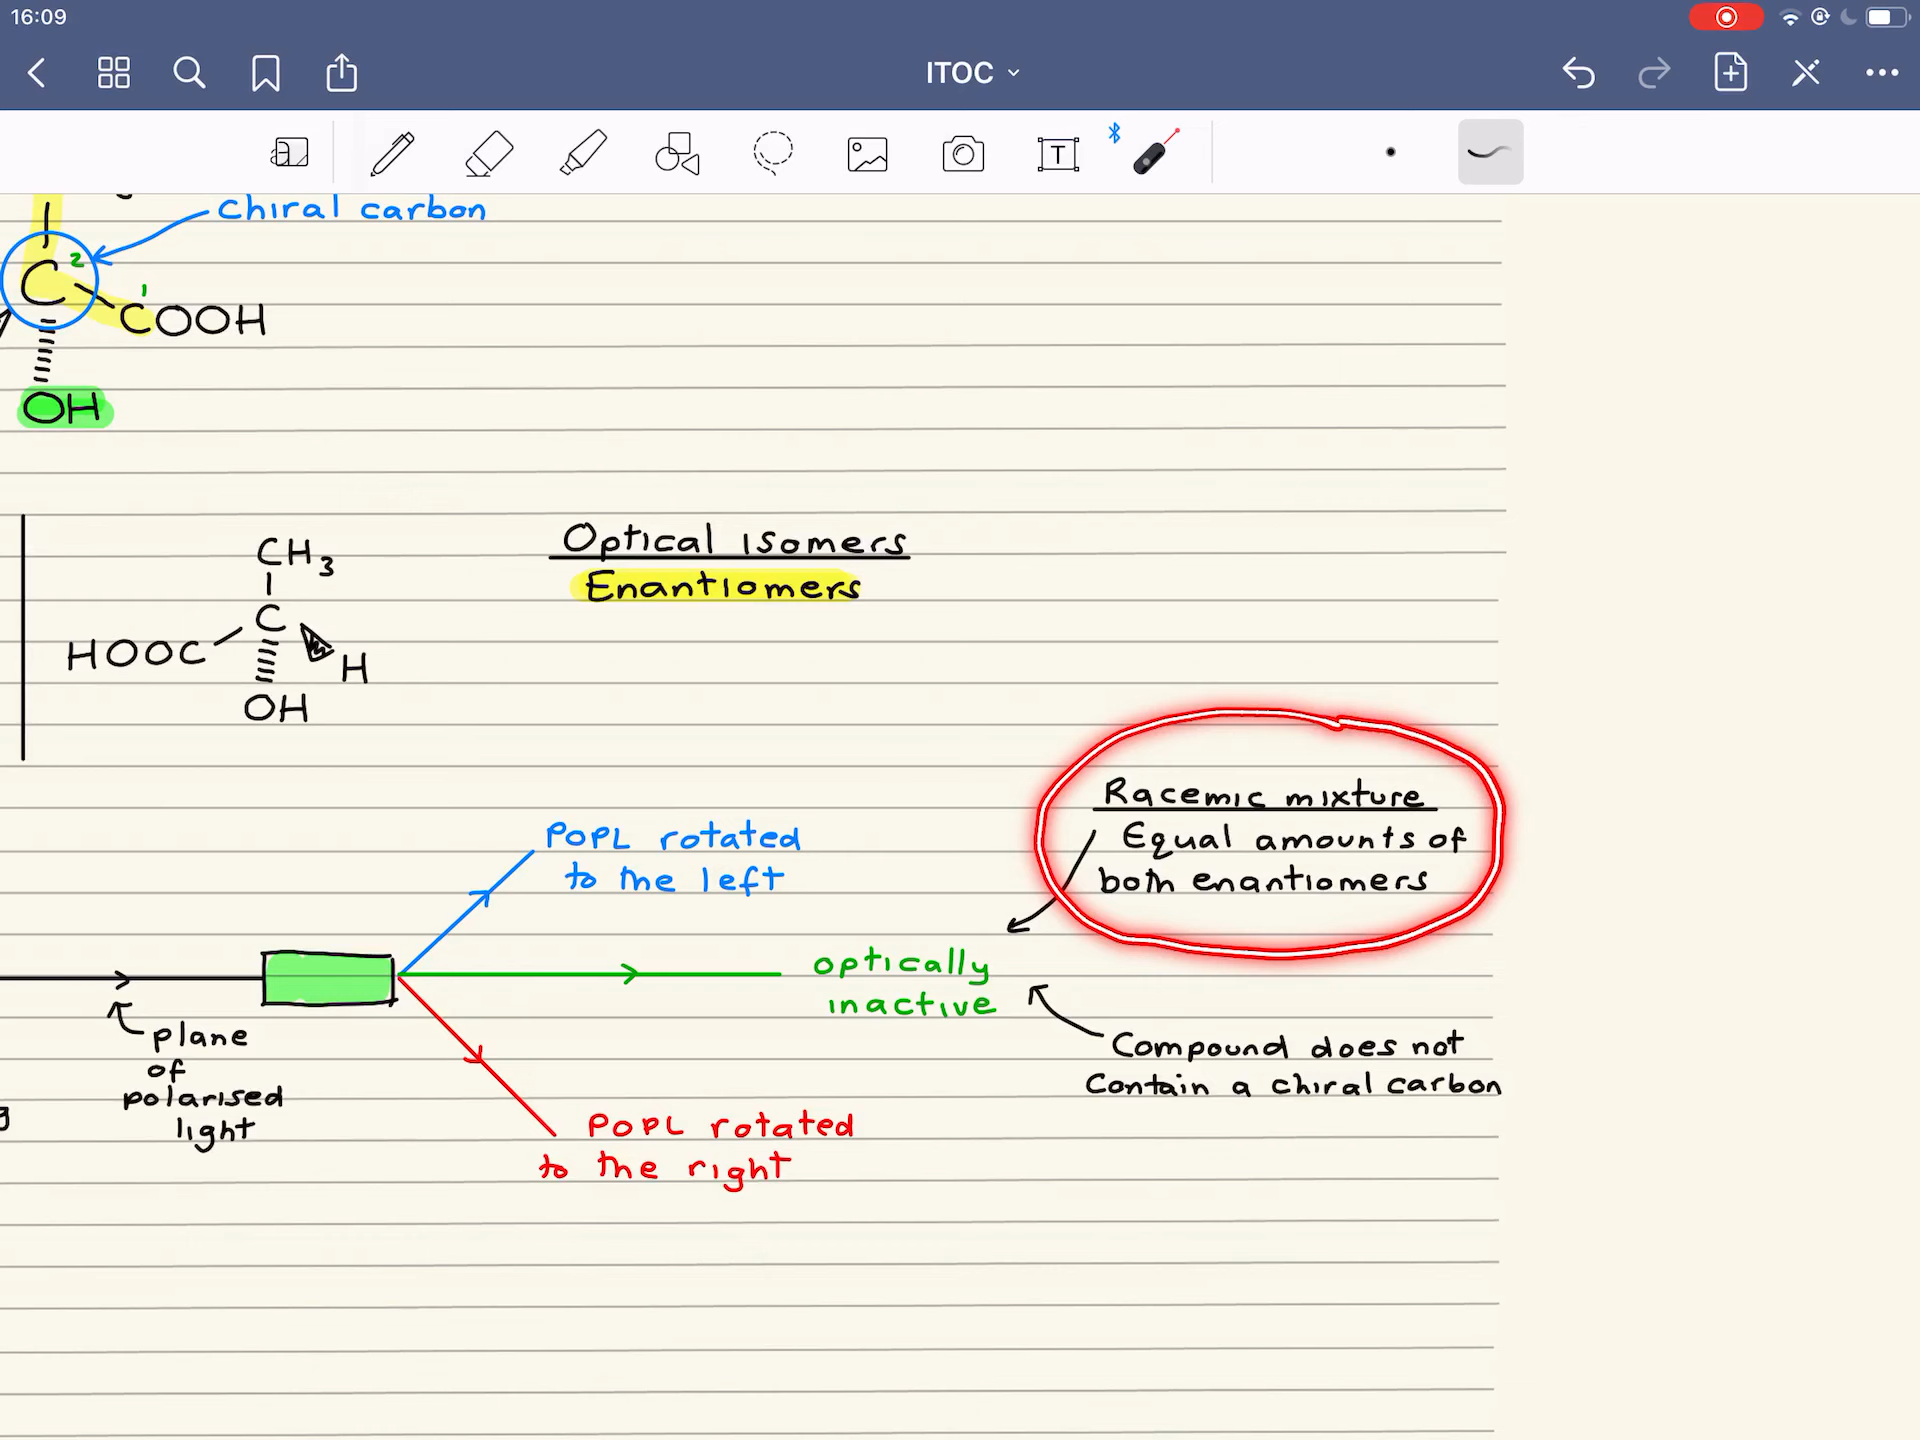 16:09
ITOC
T
Chiral carbon
C 2
1
COOH
OH
CH3
C
HOOC
H
OH
Optical isomers
Enantiomers
Racemic mixture
Equal amounts of
both enantiomers
POPL rotated
to the left
optically
inactive
plane
of
polarised
light
g
Compound does not
Contain a chiral carbon
POPL rotated
to the right